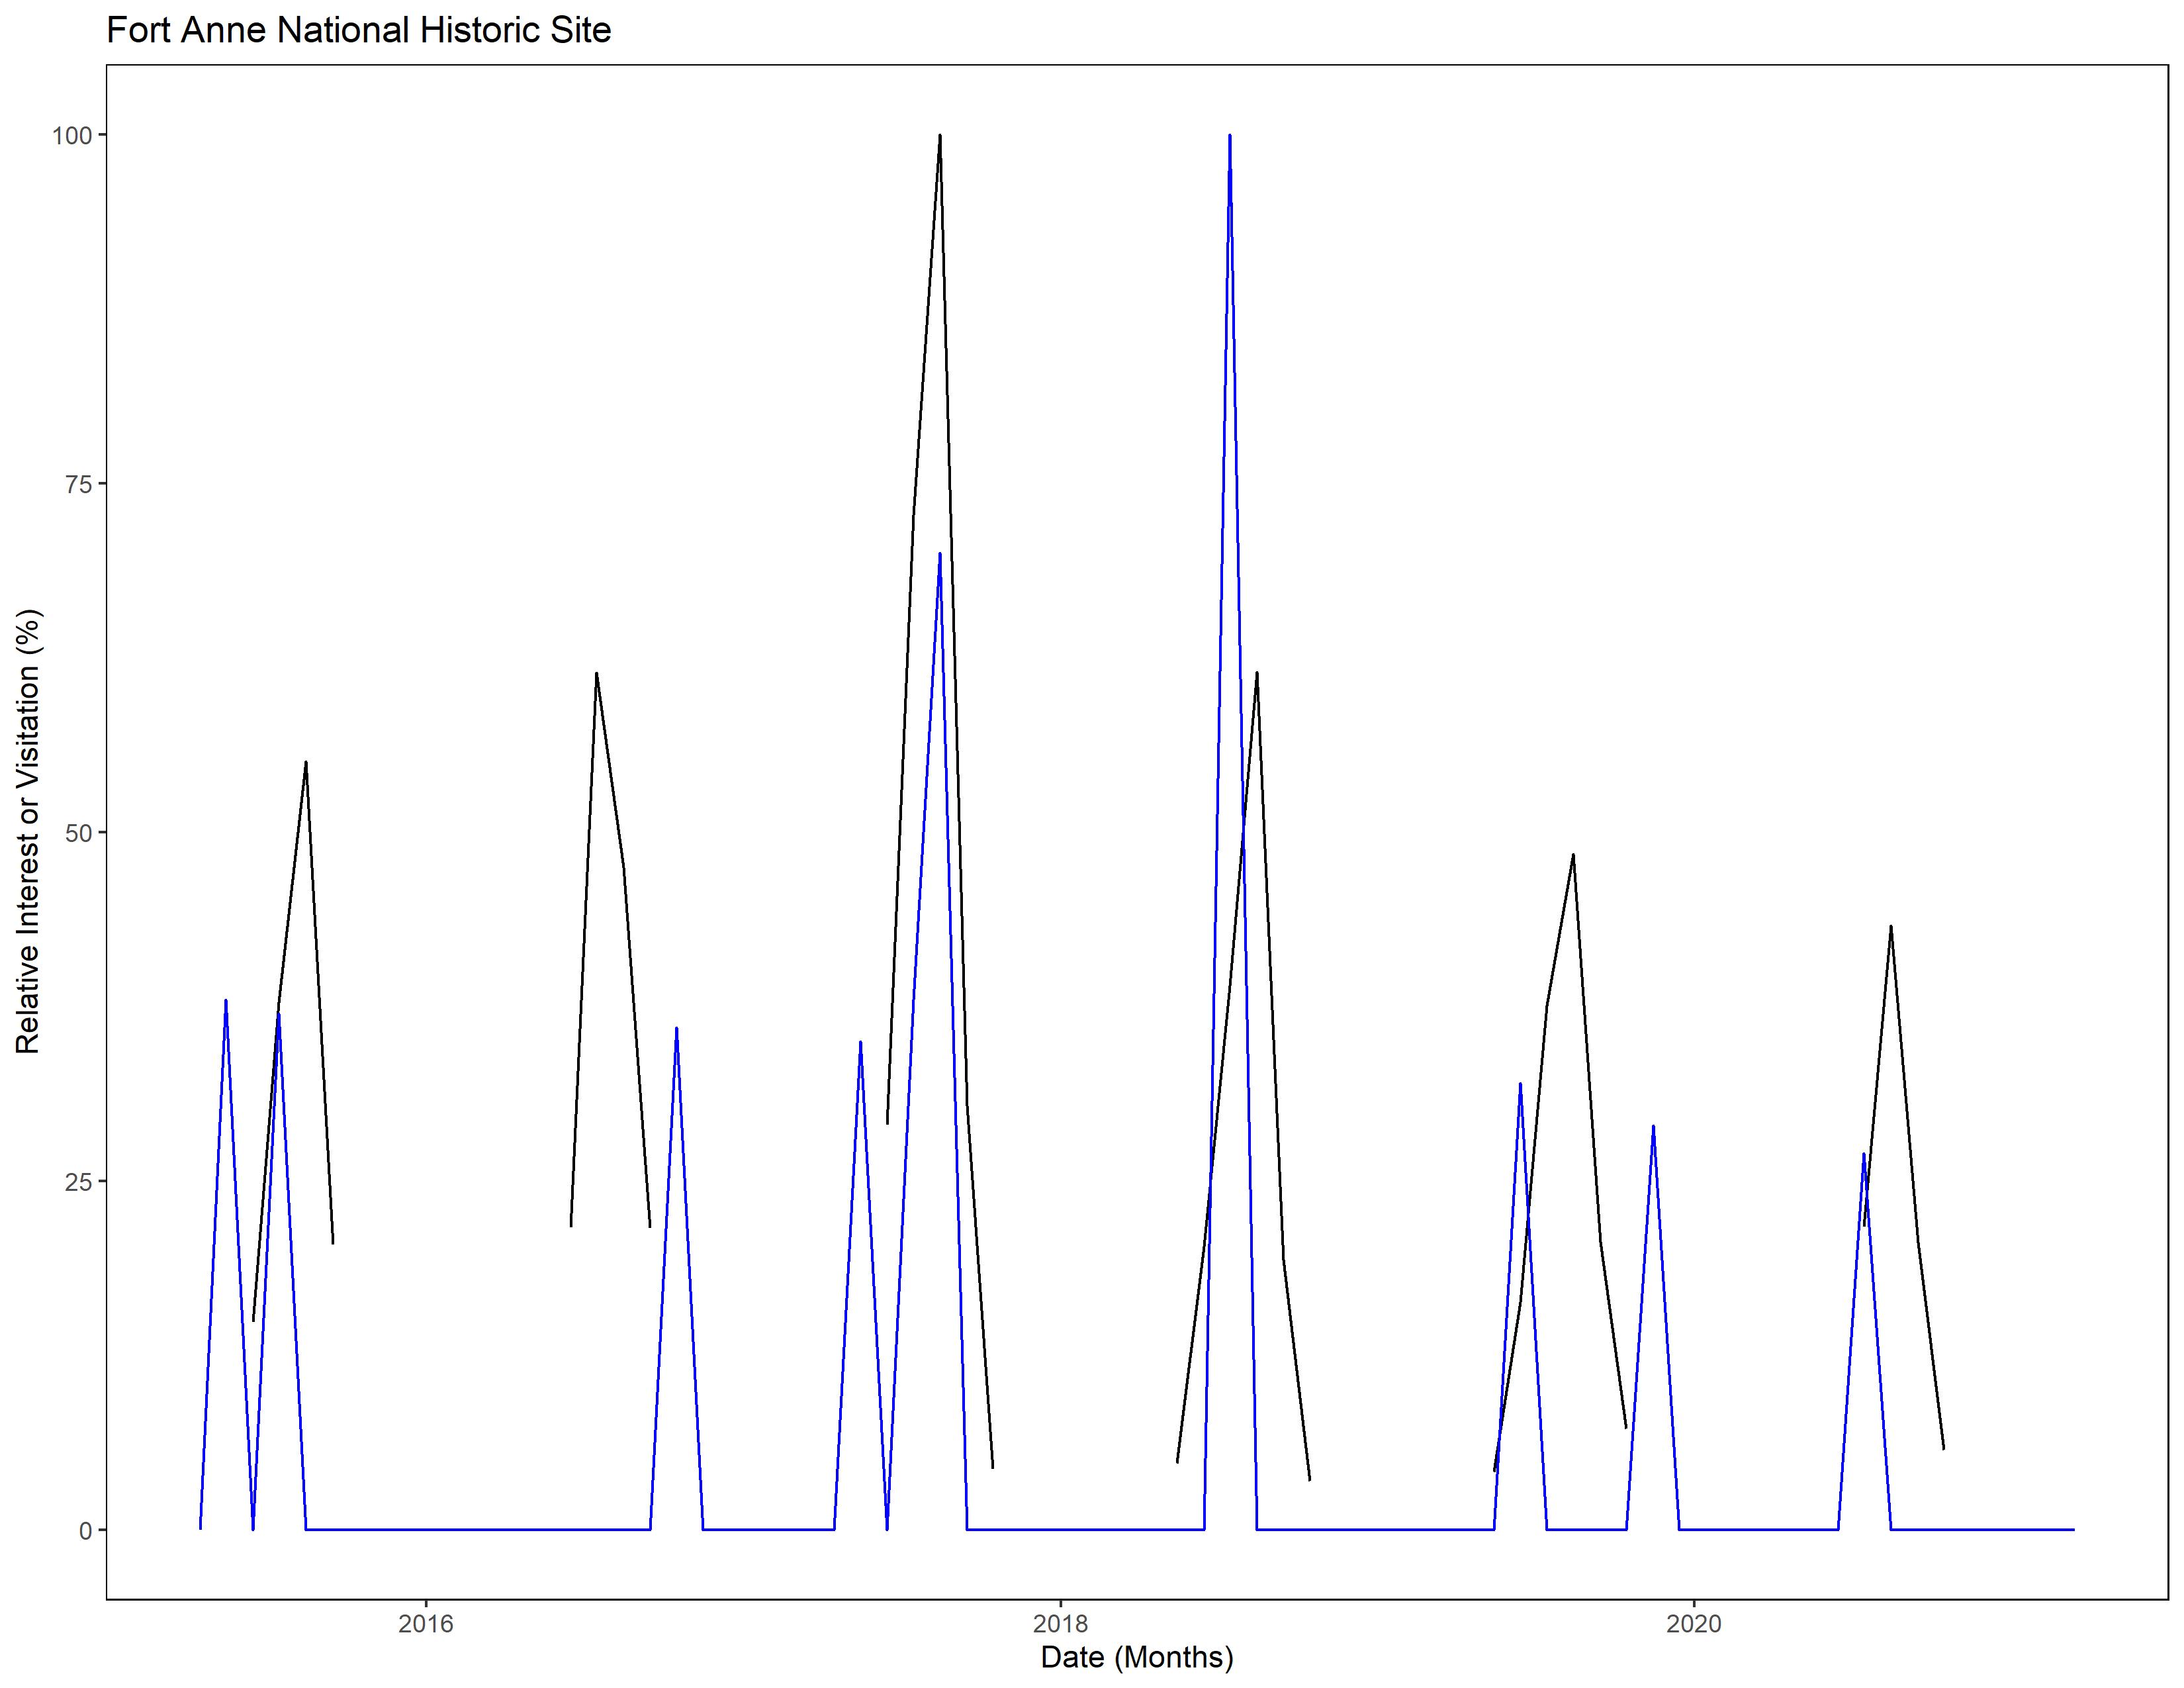 Fort Anne National Historic Site
Relative Interest or Visitation (%)
100
75
50
25
0
2016 2018 2020
Date (Months)